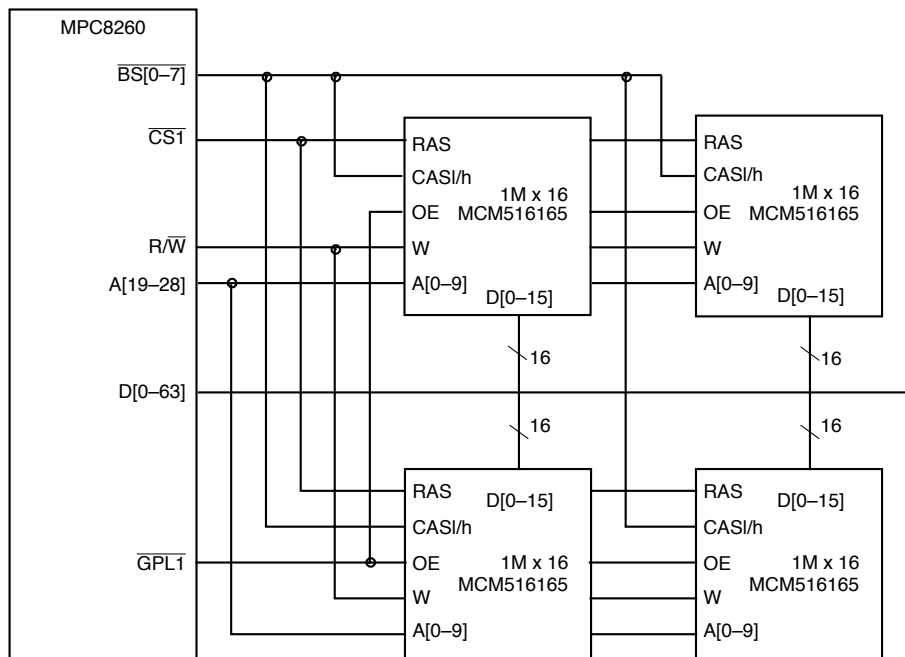 MPC8260
BS[0–7]
CS1
R/W
A[19–28]
D[0–63]
GPL1
RAS
CASl/h
1M x 16
OE MCM516165
W
A[0–9]
D[0–15]
16
RAS
CASl/h
1M x 16
OE MCM516165
W
A[0–9]
D[0–15]
16
16
RAS
D[0–15]
CASl/h
OE 1M x 16
MCM516165
W
A[0–9]
16
RAS
D[0–15]
CASl/h
OE 1M x 16
MCM516165
W
A[0–9]